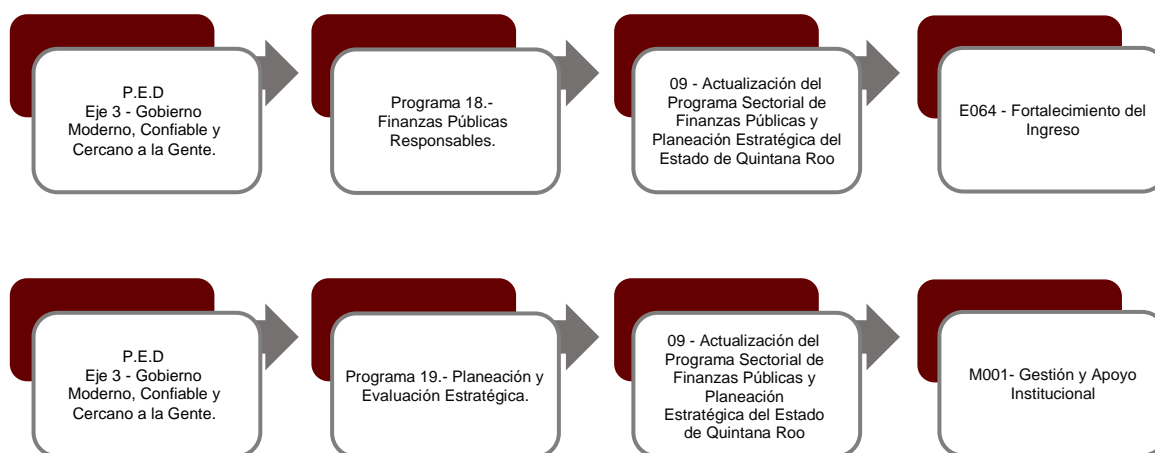 P.E.D
Eje 3 - Gobierno
Moderno, Confiable y
Cercano a la Gente.
Programa 18.-
Finanzas Públicas
Responsables.
09 - Actualización del
Programa Sectorial de
Finanzas Públicas y
Planeación Estratégica del
Estado de Quintana Roo
E064 - Fortalecimiento del
Ingreso
P.E.D
Eje 3 - Gobierno
Moderno, Confiable y
Cercano a la Gente.
Programa 19.- Planeación y
Evaluación Estratégica.
09 - Actualización del
Programa Sectorial de
Finanzas Públicas y
Planeación
Estratégica del Estado
de Quintana Roo
M001- Gestión y Apoyo
Institucional